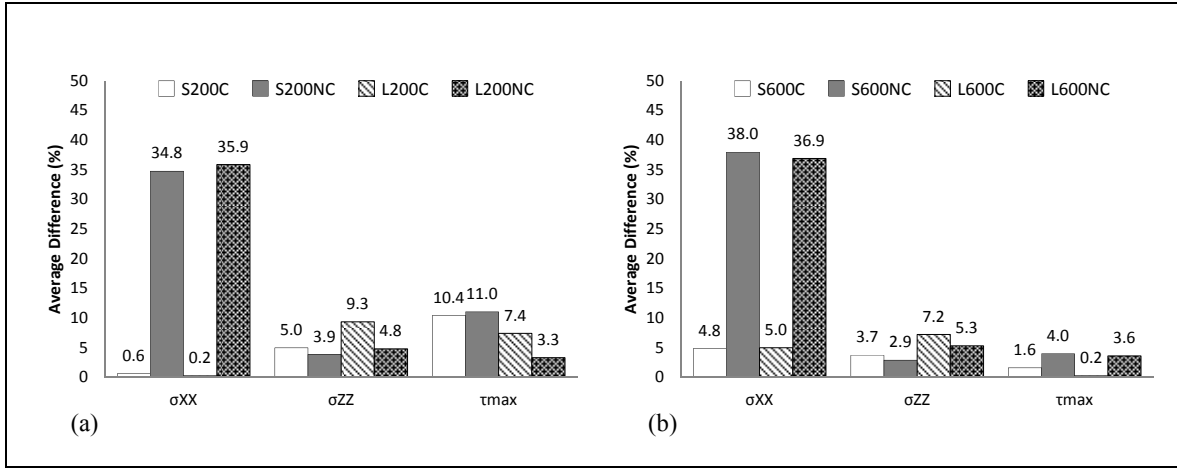 50
45
40
35
30
25
20
15
10
5
0
Average Difference (%)
S200C S200NC L200C L200NC
0.6 34.8 0.2 35.9
5.0 3.9 9.3 4.8
10.4 11.0 7.4 3.3
σXX σZZ τmax
(a)
50
45
40
35
30
25
20
15
10
5
0
Average Difference (%)
S600C S600NC L600C L600NC
4.8 38.0 5.0 36.9
3.7 2.9 7.2 5.3
1.6 4.0 0.2 3.6
σXX σZZ τmax
(b)